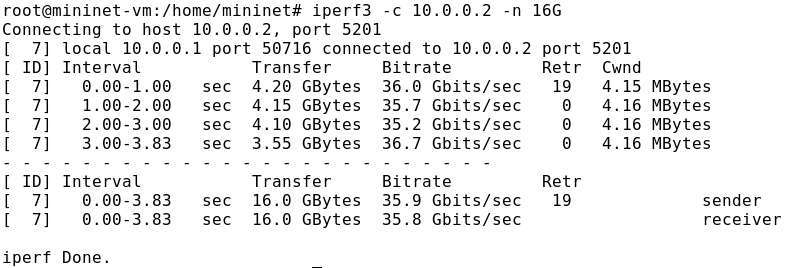 root@mininet-vm:/home/mininet# iperf3 -c 10.0.0.2 -n 16G
Connecting to host 10.0.0.2, port 5201
[  7] local 10.0.0.1 port 50716 connected to 10.0.0.2 port 5201
[ ID] Interval           Transfer     Bitrate         Retr  Cwnd
[  7]   0.00-1.00   sec  4.20 GBytes  36.0 Gbits/sec   19   4.15 MBytes
[  7]   1.00-2.00   sec  4.15 GBytes  35.7 Gbits/sec    0   4.16 MBytes
[  7]   2.00-3.00   sec  4.10 GBytes  35.2 Gbits/sec    0   4.16 MBytes
[  7]   3.00-3.83   sec  3.55 GBytes  36.7 Gbits/sec    0   4.16 MBytes
- - - - - - - - - - - - - - - - - - - - - - - - -
[ ID] Interval           Transfer     Bitrate         Retr
[  7]   0.00-3.83   sec  16.0 GBytes  35.9 Gbits/sec   19             sender
[  7]   0.00-3.83   sec  16.0 GBytes  35.8 Gbits/sec                  receiver
iperf Done.